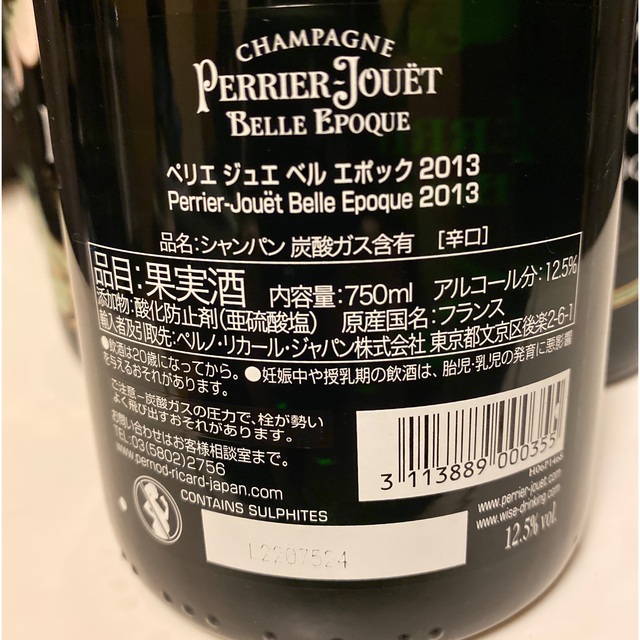 CHAMPAGNE
PERRIER-JOUËT
BELLE EPOQUE
ペリエ ジュエ ベル エポック 2013
Perrier-Jouët Belle Epoque 2013
品名:シャンパン 炭酸ガス含有 [辛口]
品目:果実酒 内容量:750ml アルコール分:12.5%
添加物:酸化防止剤(亜硫酸塩) 原産国名:フランス
輸入者及び引取先:ペルノ・リカール・ジャパン株式会社 東京都文京区後楽2-6-1
●飲酒は20歳になってから。●妊娠中や授乳期の飲酒は、胎児・乳児の発育に悪影響
を与えるおそれがあります。
ご注意-炭酸ガスの圧力で、栓が勢い
よく飛び出すおそれがあります。
お問い合わせはお客様相談室まで。
TEL:03(5802)2756
www.pernod-ricard-japan.com
CONTAINS SULPHITES
3 113889 000355
H06P1465
www.perrier-jouet.com
www.wise-drinking.com
12.5% vol.
L2207524